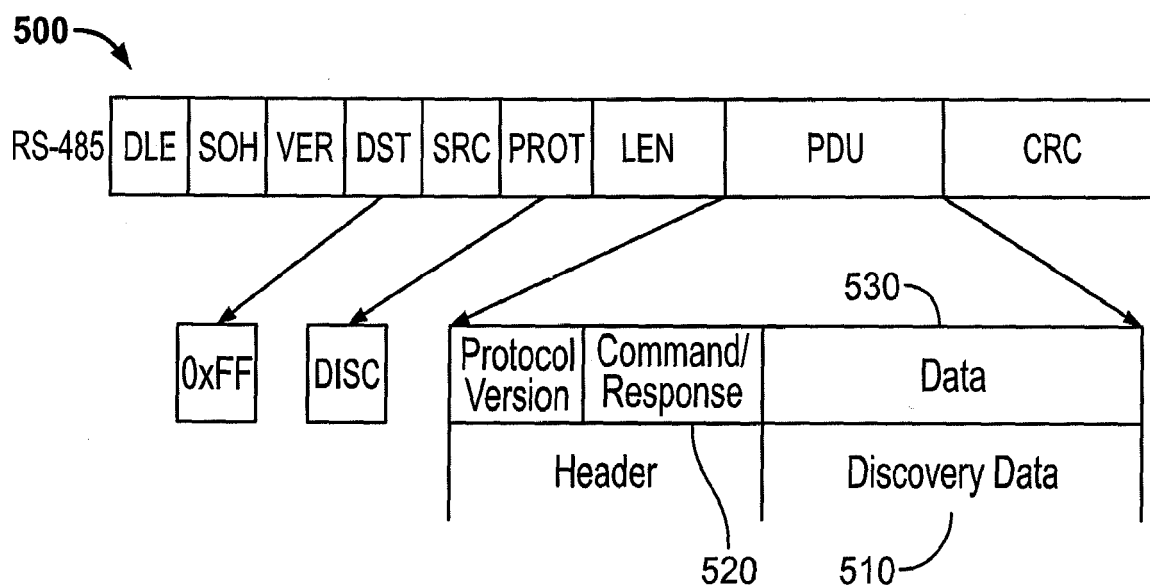 500
RS-485 DLE SOH VER DST SRC PROT LEN PDU CRC
530
0xFF DISC Protocol Version Command/ Response Data
Header Discovery Data
520 510